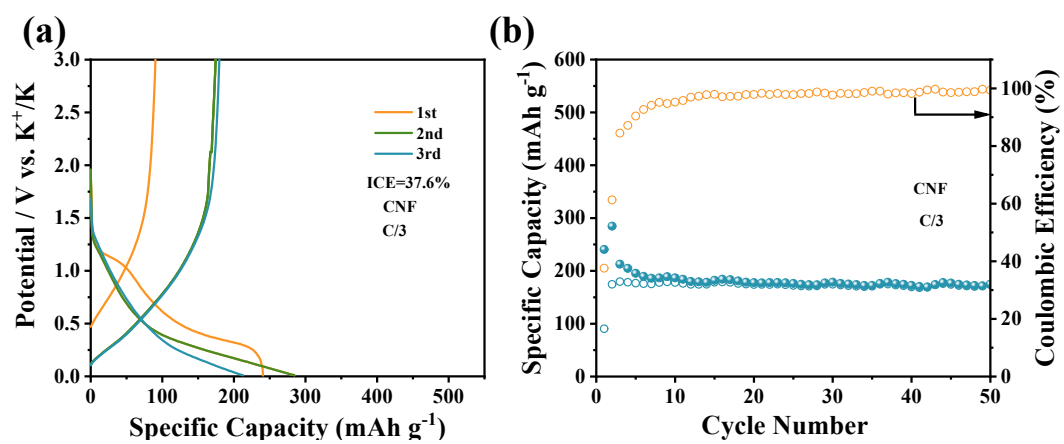 (a)
3.0
2.5
2.0
1.5
1.0
0.5
0.0
Potential / V vs. K⁺/K
1st
2nd
3rd
ICE=37.6%
CNF
C/3
0 100 200 300 400 500
Specific Capacity (mAh g⁻¹)
(b)
600
550
500
400
300
200
100
0
Specific Capacity (mAh g⁻¹)
CNF
C/3
100
80
60
40
20
0
Coulombic Efficiency (%)
0 10 20 30 40 50
Cycle Number